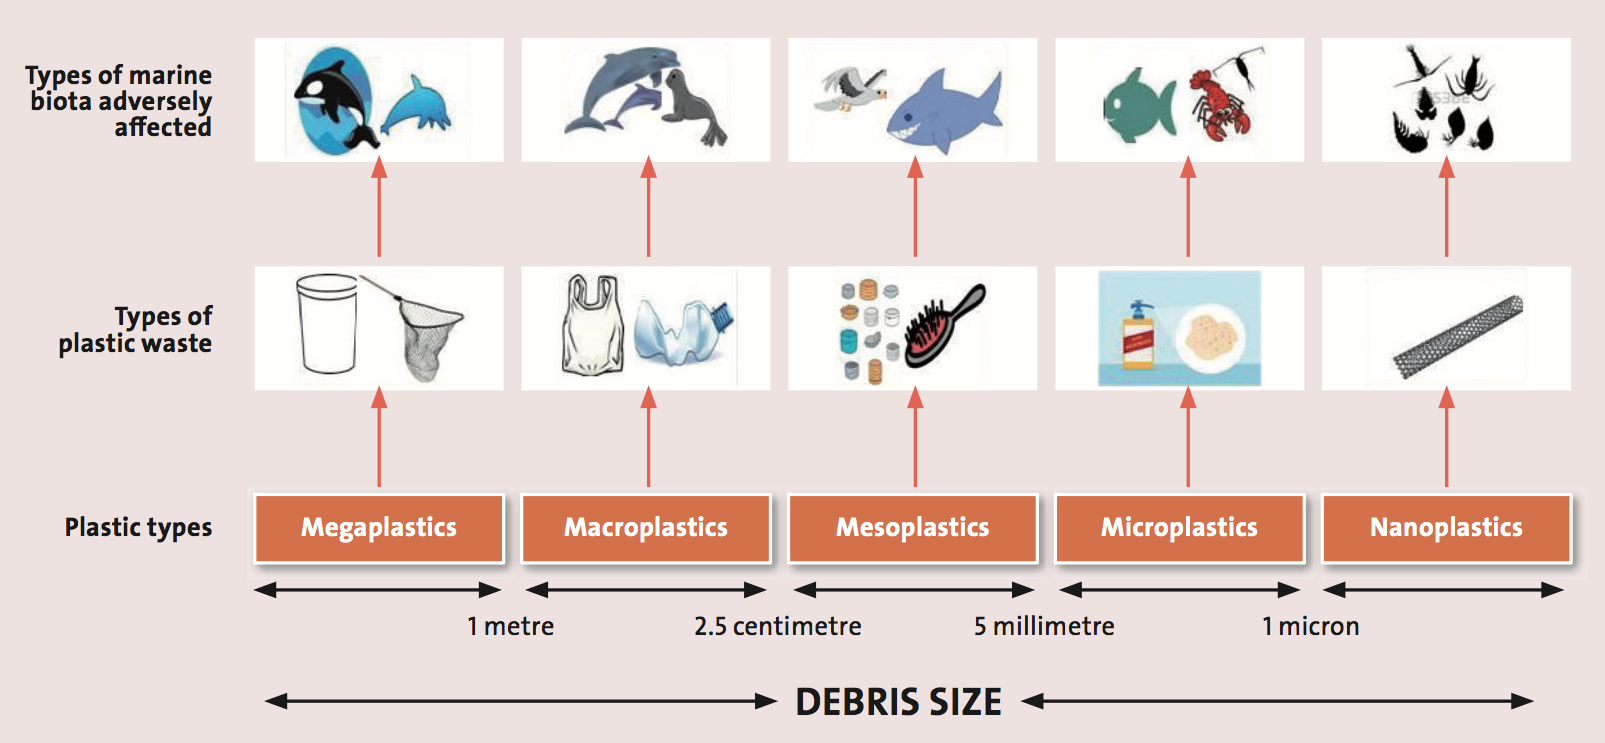 Types of marine
biota adversely
affected
Types of
plastic waste
Plastic types
Megaplastics
Macroplastics
Mesoplastics
Microplastics
Nanoplastics
1 metre
2.5 centimetre
5 millimetre
1 micron
DEBRIS SIZE